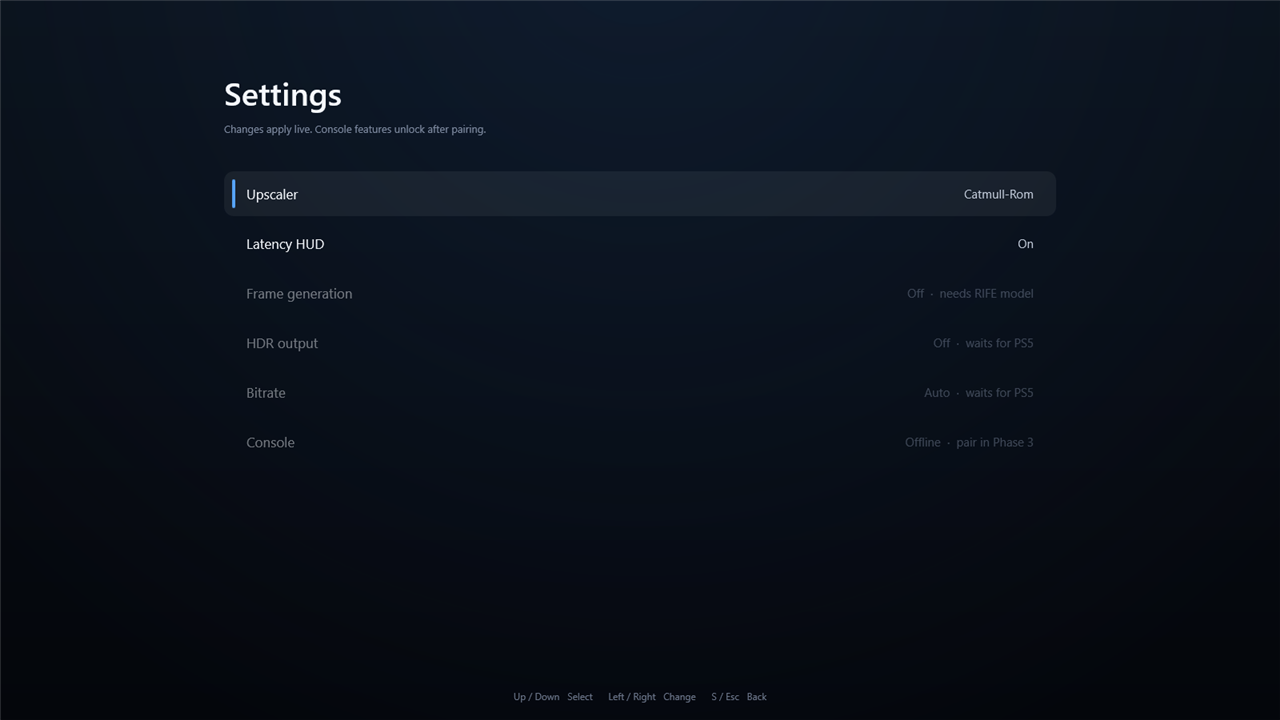 Settings
Changes apply live. Console features unlock after pairing.
Upscaler Catmull-Rom
Latency HUD On
Frame generation Off · needs RIFE model
HDR output Off · waits for PS5
Bitrate Auto · waits for PS5
Console Offline · pair in Phase 3
Up / Down Select Left / Right Change S / Esc Back